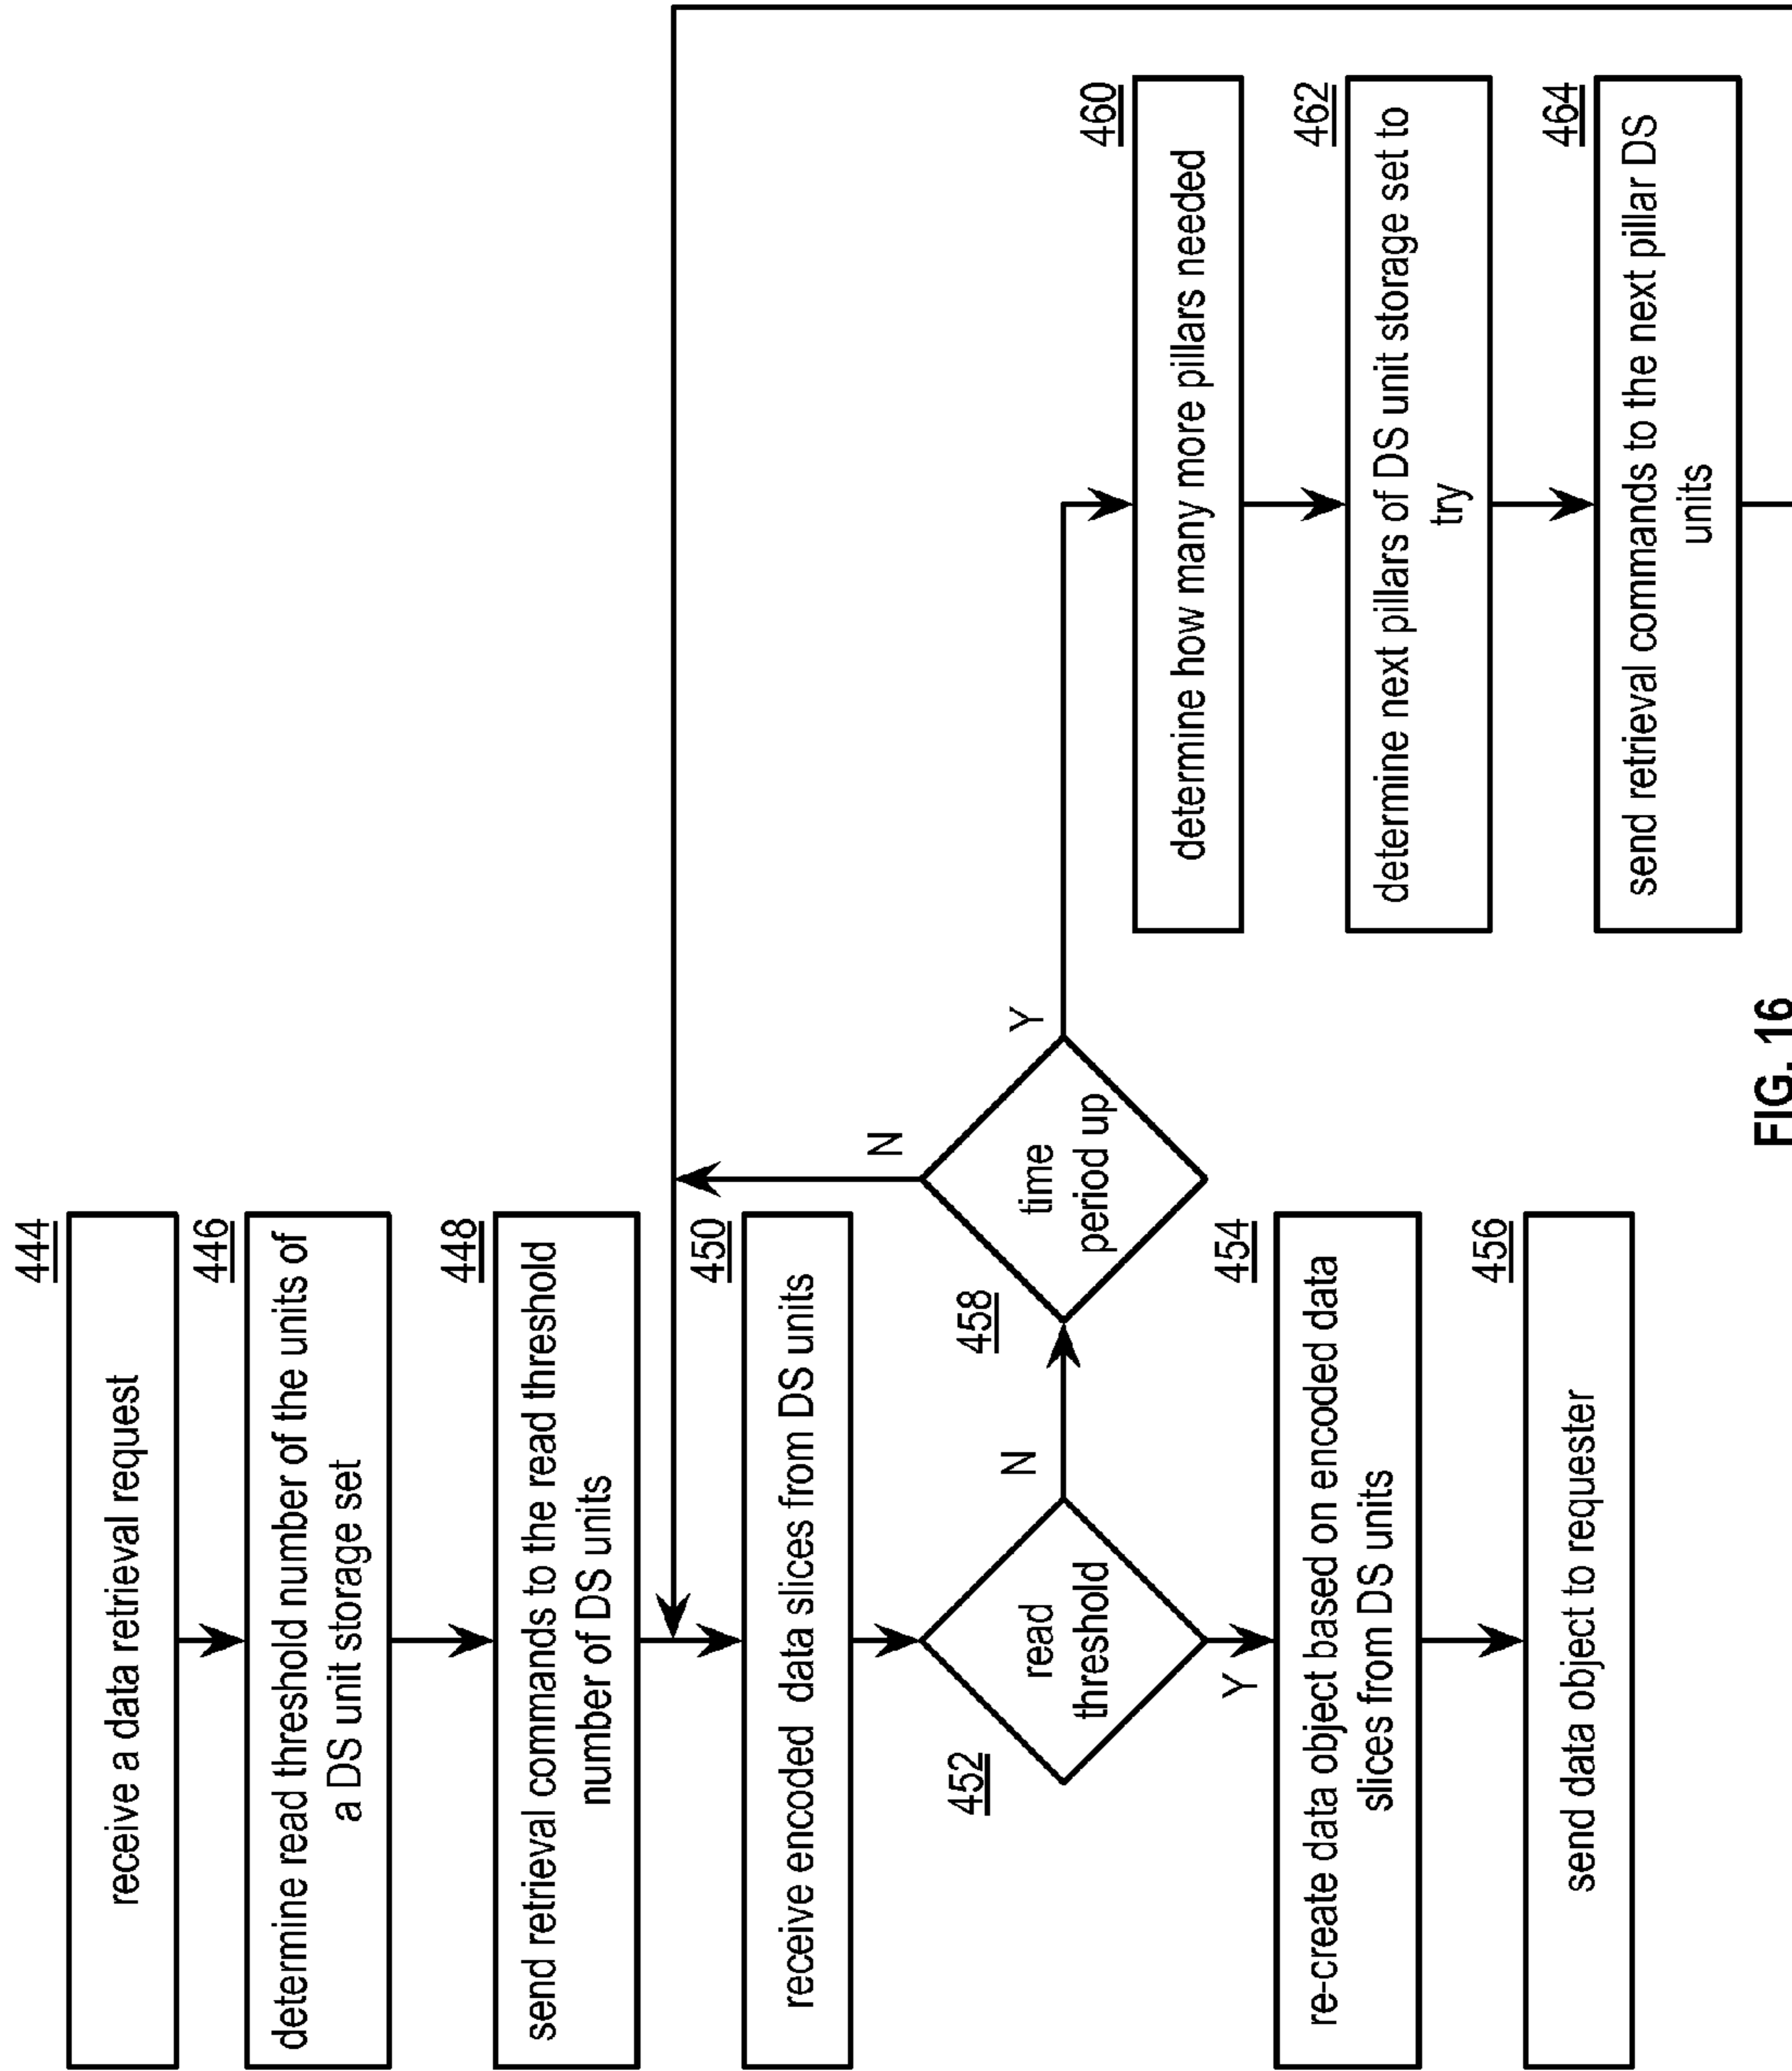 444
receive a data retrieval request
446
determine read threshold number of the units of
a DS unit storage set
448
send retrieval commands to the read threshold
number of DS units
450
receive encoded data slices from DS units
452
read
threshold
N
Y
458
time
period up
N
Y
454
re-create data object based on encoded data
slices from DS units
456
send data object to requester
460
determine how many more pillars needed
462
determine next pillars of DS unit storage set to
try
464
send retrieval commands to the next pillar DS
units
FIG. 16